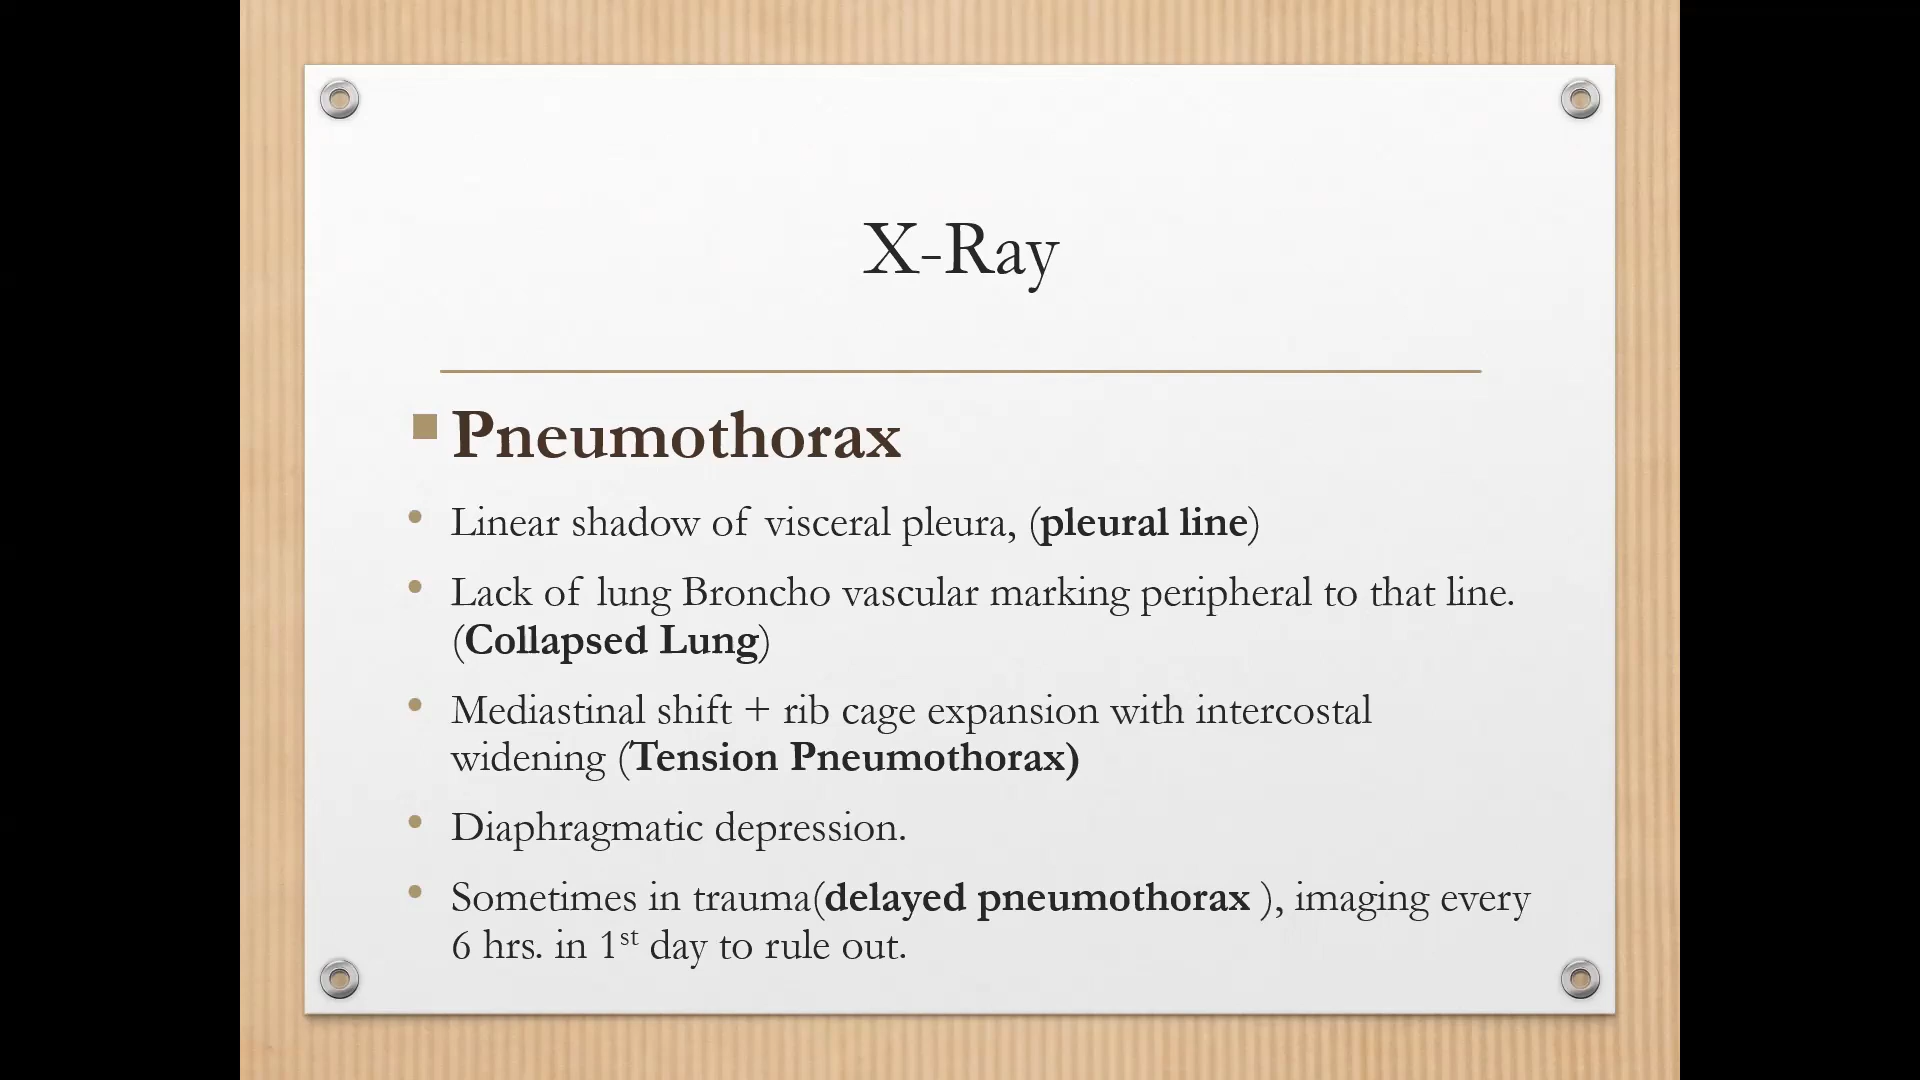 X-Ray
Pneumothorax
Linear shadow of visceral pleura, (pleural line)
Lack of lung Broncho vascular marking peripheral to that line.
(Collapsed Lung)
Mediastinal shift + rib cage expansion with intercostal
widening (Tension Pneumothorax)
Diaphragmatic depression.
Sometimes in trauma(delayed pneumothorax ), imaging every
6 hrs. in 1st day to rule out.